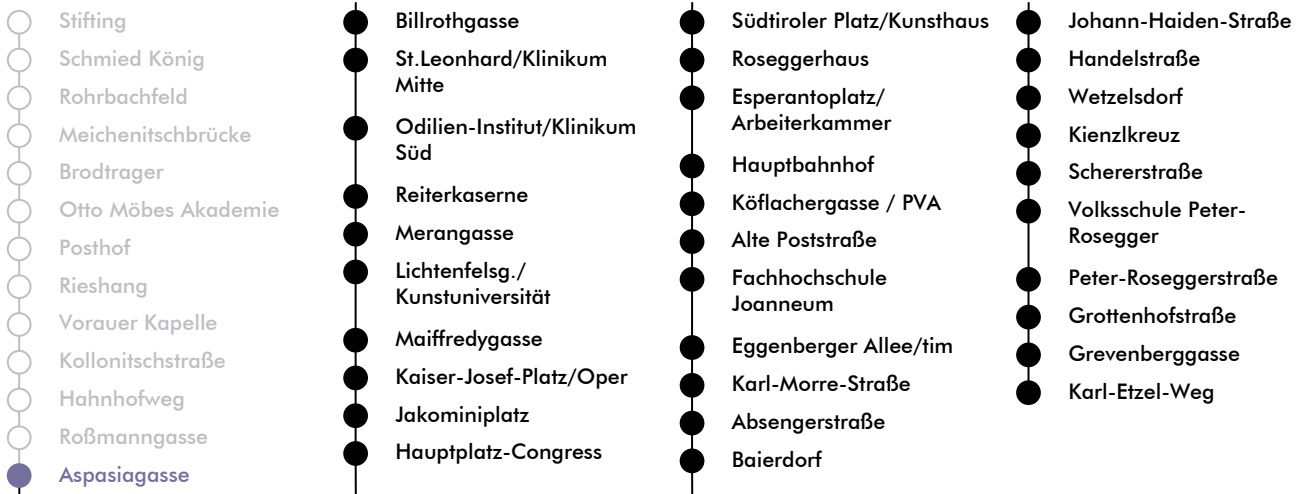 Stifting
Schmied König
Rohrbachfeld
Meichenitschbrücke
Brodtrager
Otto Möbes Akademie
Posthof
Rieshang
Vorauer Kapelle
Kollonitschstraße
Hahnhofweg
Roßmanngasse
Aspasiagasse
Billrothgasse
St.Leonhard/Klinikum
Mitte
Odilien-Institut/Klinikum
Süd
Reiterkaserne
Merangasse
Lichtenfelsg./
Kunstuniversität
Maiffredygasse
Kaiser-Josef-Platz/Oper
Jakominiplatz
Hauptplatz-Congress
Südtiroler Platz/Kunsthaus
Roseggerhaus
Esperantoplatz/
Arbeiterkammer
Hauptbahnhof
Köflachergasse / PVA
Alte Poststraße
Fachhochschule
Joanneum
Eggenberger Allee/tim
Karl-Morre-Straße
Absengerstraße
Baierdorf
Johann-Haiden-Straße
Handelstraße
Wetzelsdorf
Kienzlkreuz
Schererstraße
Volksschule Peter-
Rosegger
Peter-Roseggerstraße
Grottenhofstraße
Grevenberggasse
Karl-Etzel-Weg